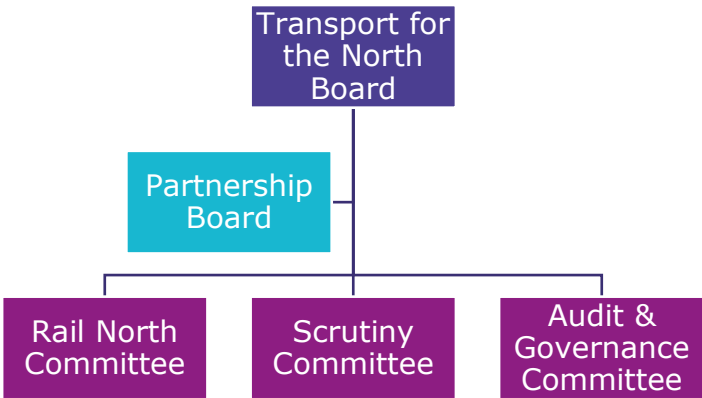 Transport for
the North
Board
Partnership
Board
Rail North
Committee
Scrutiny
Committee
Audit &
Governance
Committee